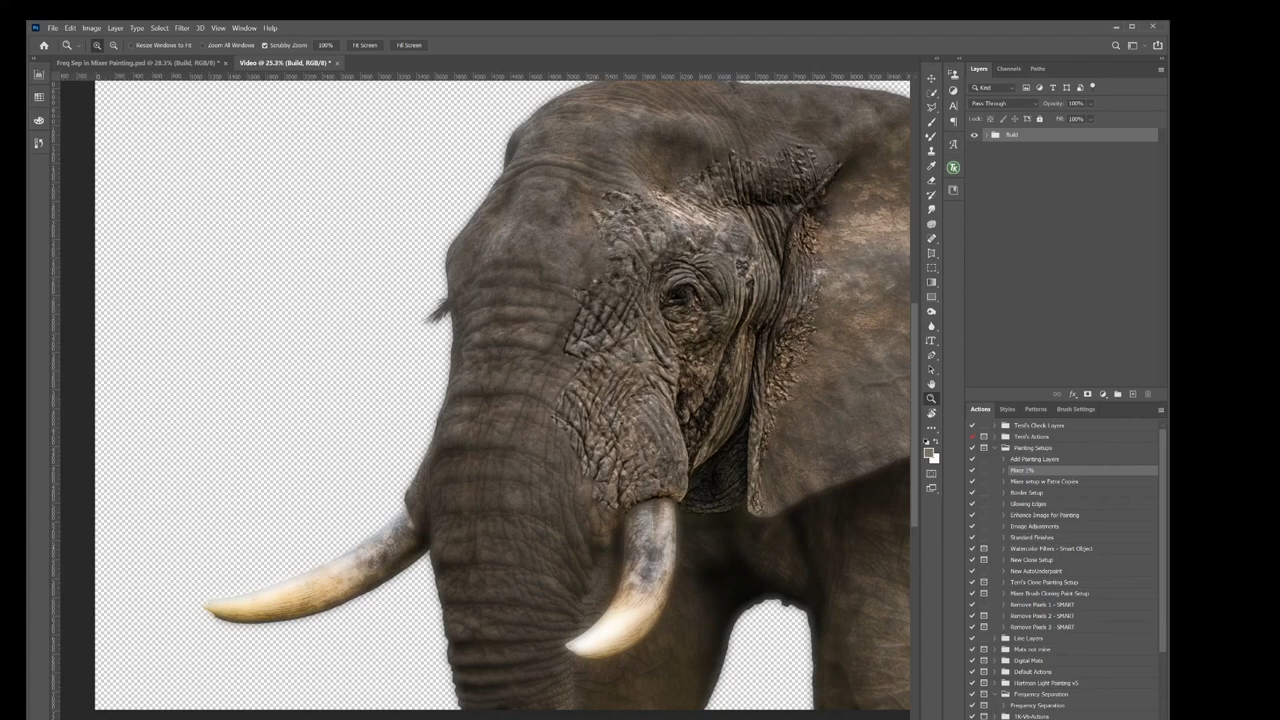 Ps File Edit Image Layer Type Select Filter 3D View Window Help
Resize Windows to Fit Zoom All Windows Scrubby Zoom 100% Fit Screen Fill Screen
Freq Sep in Mixer Painting.psd @ 28.3% (Build, RGB/8) * × Video @ 25.3% (Build, RGB/8) * ×
Layers Channels Paths
Kind
Pass Through Opacity: 100%
Lock: Fill: 100%
Build
TK
Actions Styles Patterns Brush Settings
Terri's Check Layers
Terri's Actions
Painting Setups
Add Painting Layers
Mixer 1%
Mixer setup w Extra Copies
Border Setup
Glowing Edges
Enhance Image for Painting
Image Adjustments
Standard Finishes
Watercolor Filters - Smart Object
New Clone Setup
New AutoUnderpaint
Terri's Clone Painting Setup
Mixer Brush Cloning Paint Setup
Remove Pixels 1 - SMART
Remove Pixels 2 - SMART
Remove Pixels 3 - SMART
Line Layers
Mats not mine
Digital Mats
Default Actions
Hartman Light Painting v5
Frequency Separation
Frequency Separation
TK-V6-Actions